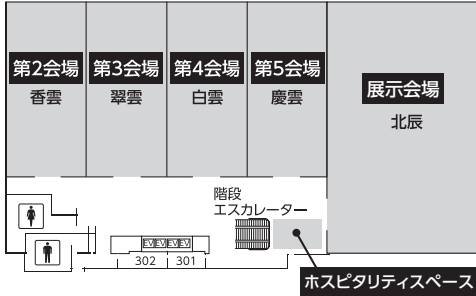 第2会場
香雲
第3会場
翠雲
第4会場
白雲
第5会場
慶雲
展示会場
北辰
階段
エスカレーター
EV EV EV EV
302
301
ホスピタリティスペース